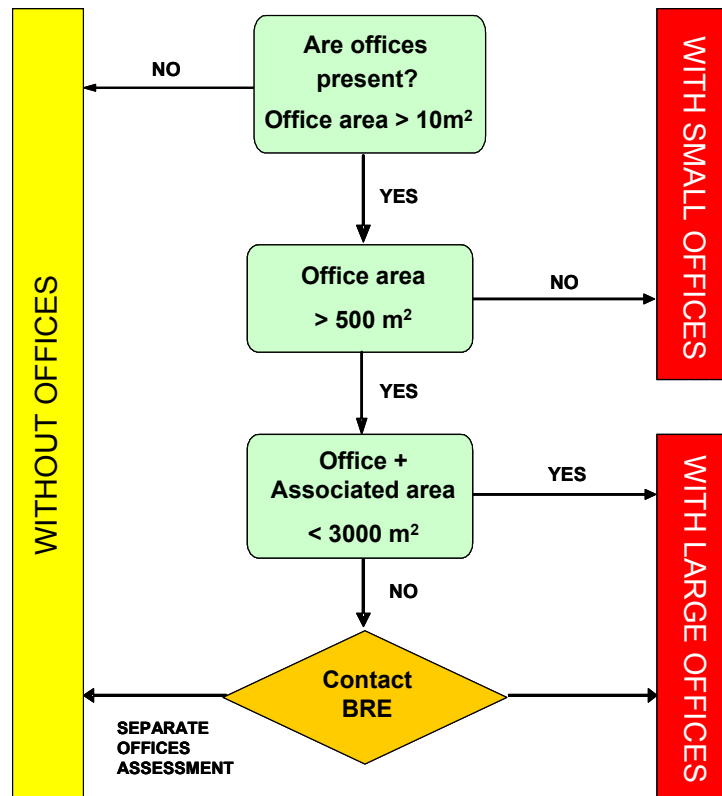 Are offices
present?
Office area > 10m²
NO
WITHOUT OFFICES
WITH SMALL OFFICES
YES
Office area
> 500 m²
NO
YES
Office +
Associated area
< 3000 m²
YES
WITH LARGE OFFICES
NO
Contact
BRE
SEPARATE
OFFICES
ASSESSMENT